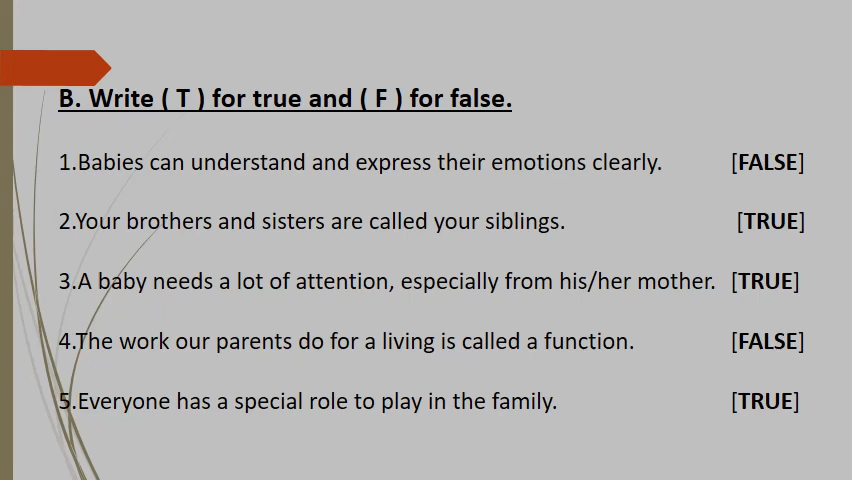 B. Write ( T ) for true and ( F ) for false.
1.Babies can understand and express their emotions clearly. [FALSE]
2.Your brothers and sisters are called your siblings. [TRUE]
3.A baby needs a lot of attention, especially from his/her mother. [TRUE]
4.The work our parents do for a living is called a function. [FALSE]
5.Everyone has a special role to play in the family. [TRUE]